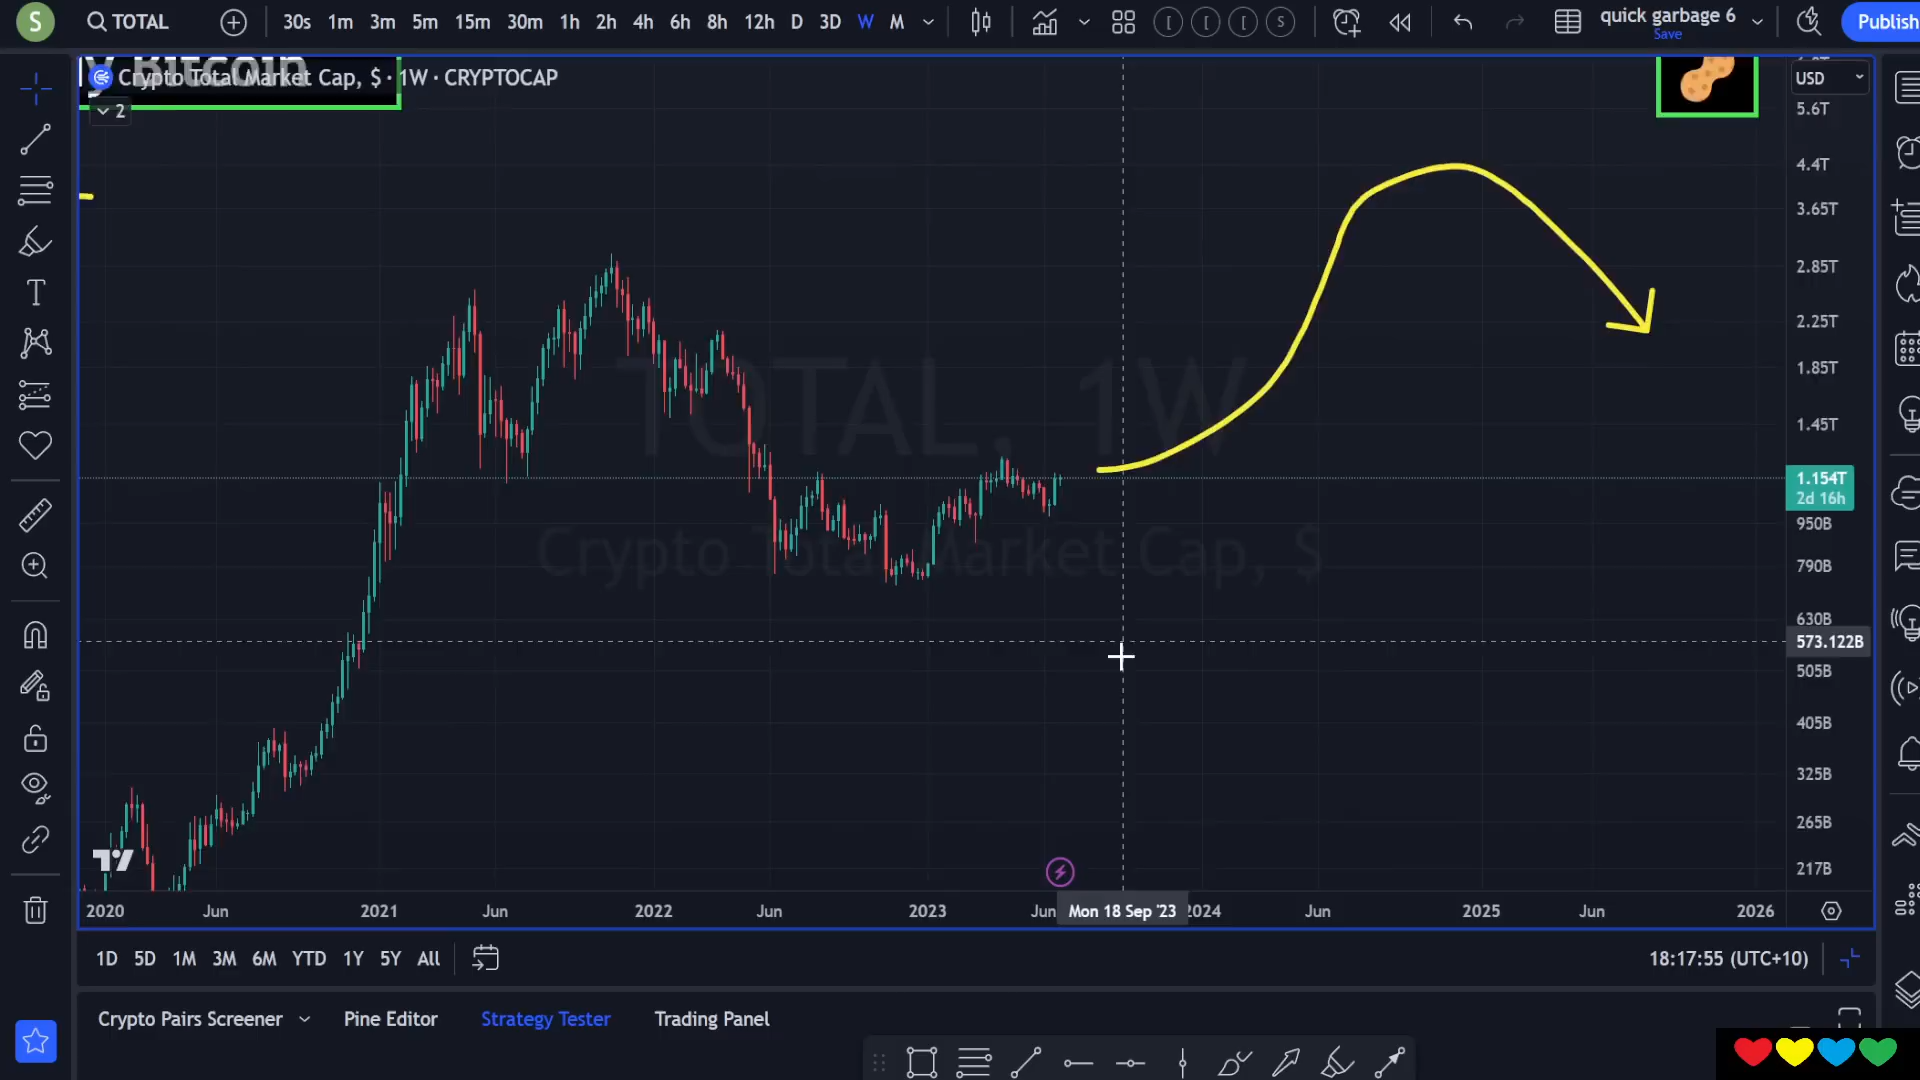 S
TOTAL
30s 1m 3m 5m 15m 30m 1h 2h 4h 6h 8h 12h D 3D W M
[ [ [ S
quick garbage 6
Save
Publish
Bitcoin
Crypto Total Market Cap, $ · 1W · CRYPTOCAP
2
USD
5.6T
4.4T
3.65T
2.85T
2.25T
1.85T
1.45T
1.154T
2d 16h
950B
790B
630B
573.122B
505B
405B
325B
265B
217B
TOTAL, 1W
Crypto Total Market Cap, $
2020 Jun 2021 Jun 2022 Jun 2023 Jun Mon 18 Sep '23 2024 Jun 2025 Jun 2026
1D 5D 1M 3M 6M YTD 1Y 5Y All
18:17:55 (UTC+10)
Crypto Pairs Screener Pine Editor Strategy Tester Trading Panel